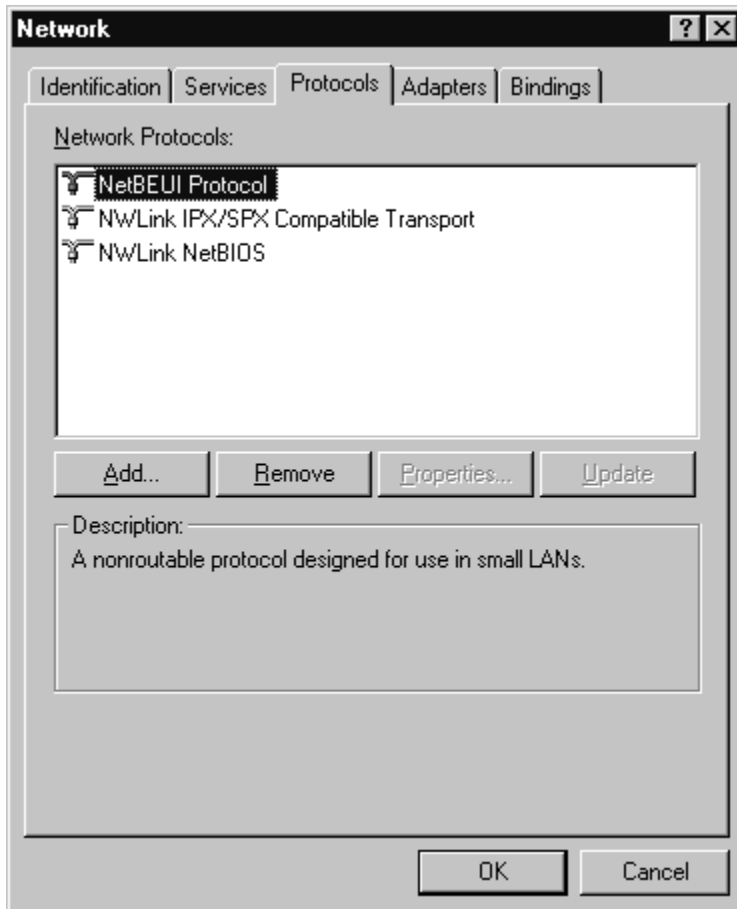 Network
Identification Services Protocols Adapters Bindings
Network Protocols:
NetBEUI Protocol
NWLink IPX/SPX Compatible Transport
NWLink NetBIOS
Add... Remove Properties... Update
Description:
A nonroutable protocol designed for use in small LANs.
OK Cancel